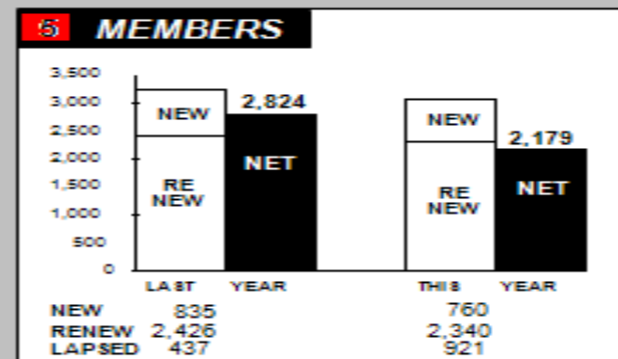 5 MEMBERS
3,500
3,000
2,500
2,000
1,500
1,000
500
0
NEW
RE
NEW
2,824
NET
NEW
RE
NEW
2,179
NET
LAST YEAR THIS YEAR
NEW 835 760
RENEW 2,426 2,340
LAPSED 437 921